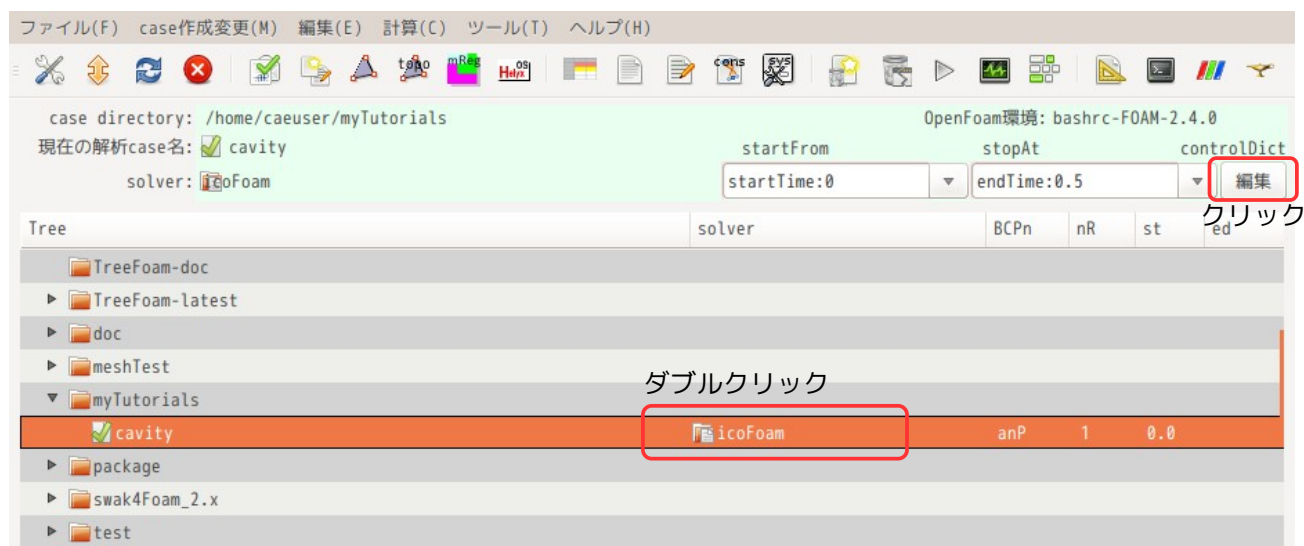 ファイル(F) case作成変更(M) 編集(E) 計算(C) ツール(T) ヘルプ(H)
topo mReg HelyxOS cons sys
case directory: /home/caeuser/myTutorials OpenFoam環境: bashrc-FOAM-2.4.0
現在の解析case名: cavity startFrom stopAt controlDict
solver: icoFoam startTime:0 endTime:0.5 編集
クリック
Tree solver BCPn nR st ed
TreeFoam-doc
TreeFoam-latest
doc
meshTest
ダブルクリック
myTutorials
cavity icoFoam anP 1 0.0
package
swak4Foam_2.x
test